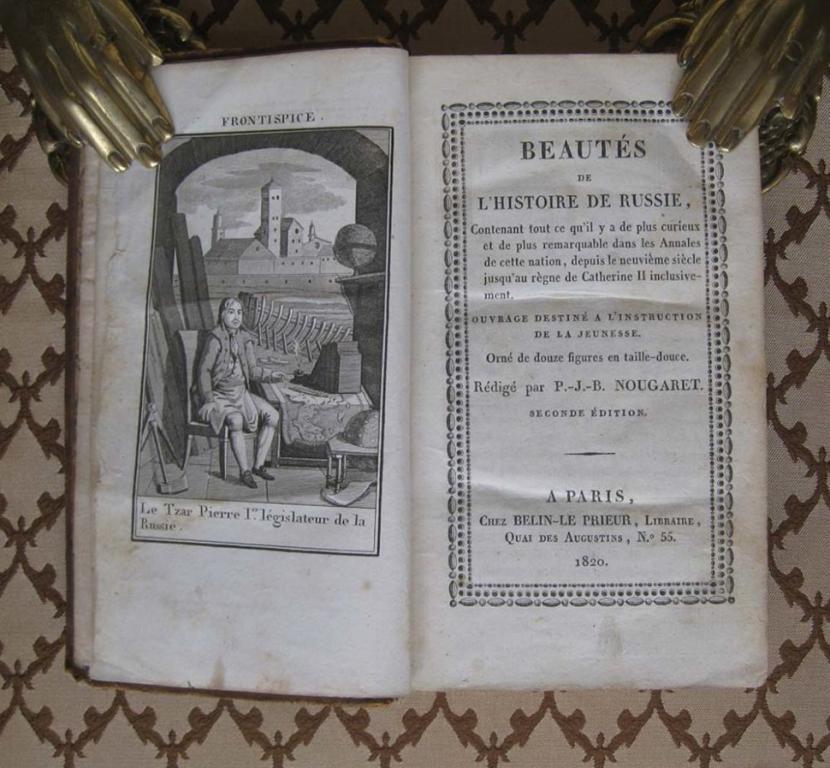 FRONTISPICE.
Le Tzar Pierre I.er législateur de la
Russie.
BEAUTÉS
DE
L'HISTOIRE DE RUSSIE,
Contenant tout ce qu'il y a de plus curieux
et de plus remarquable dans les Annales
de cette nation, depuis le neuvième siècle
jusqu'au règne de Catherine II inclusive-
ment.
OUVRAGE DESTINÉ A L'INSTRUCTION
DE LA JEUNESSE.
Orné de douze figures en taille-douce.
Rédigé par P.-J.-B. NOUGARET.
SECONDE ÉDITION.
A PARIS,
CHEZ BELIN-LE PRIEUR, LIBRAIRE,
QUAI DES AUGUSTINS, N.º 55.
1820.